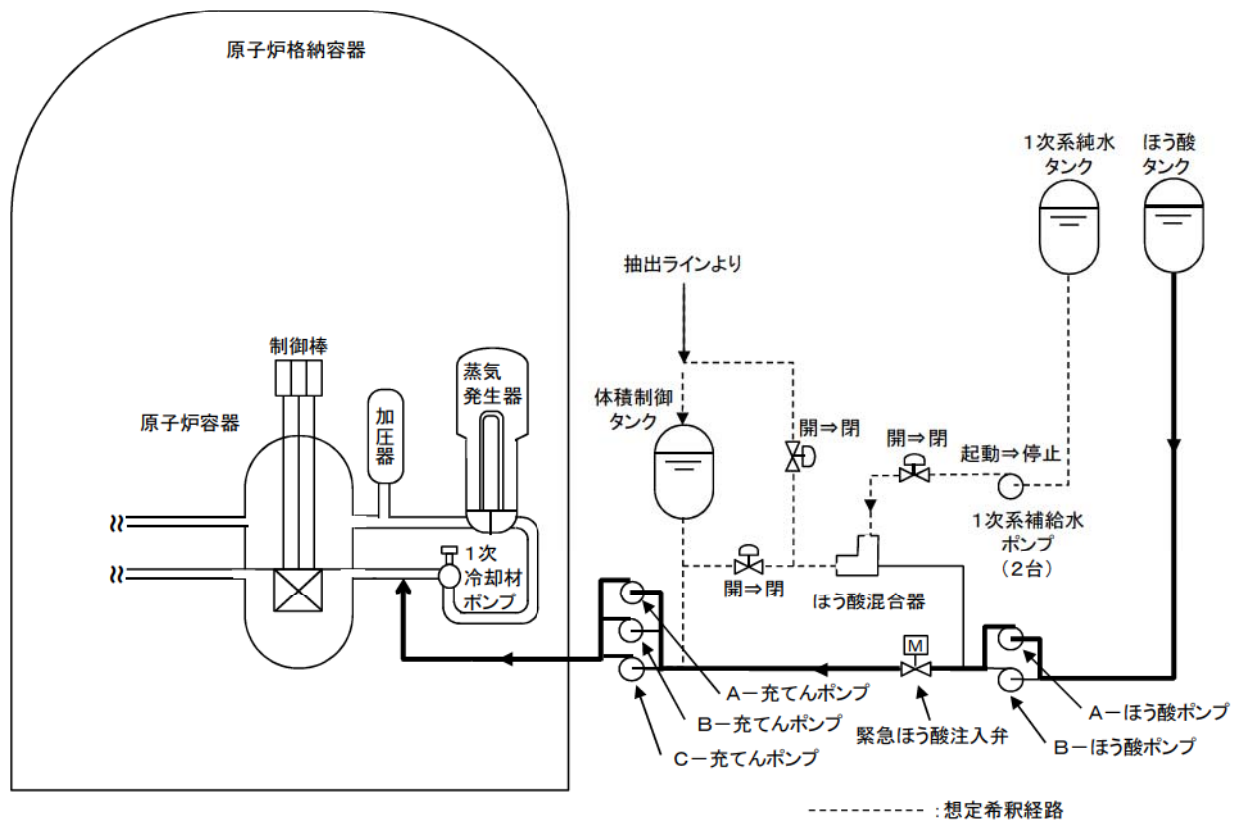 原子炉格納容器
1次系純水
タンク
ほう酸
タンク
抽出ラインより
制御棒
蒸気
発生器
体積制御
タンク
原子炉容器
加
圧
器
開⇒閉
開⇒閉
起動⇒停止
1次系補給水
ポンプ
(2台)
1次
冷却材
ポンプ
開⇒閉
ほう酸混合器
M
A-充てんポンプ
B-充てんポンプ
C-充てんポンプ
緊急ほう酸注入弁
A-ほう酸ポンプ
B-ほう酸ポンプ
:想定希釈経路